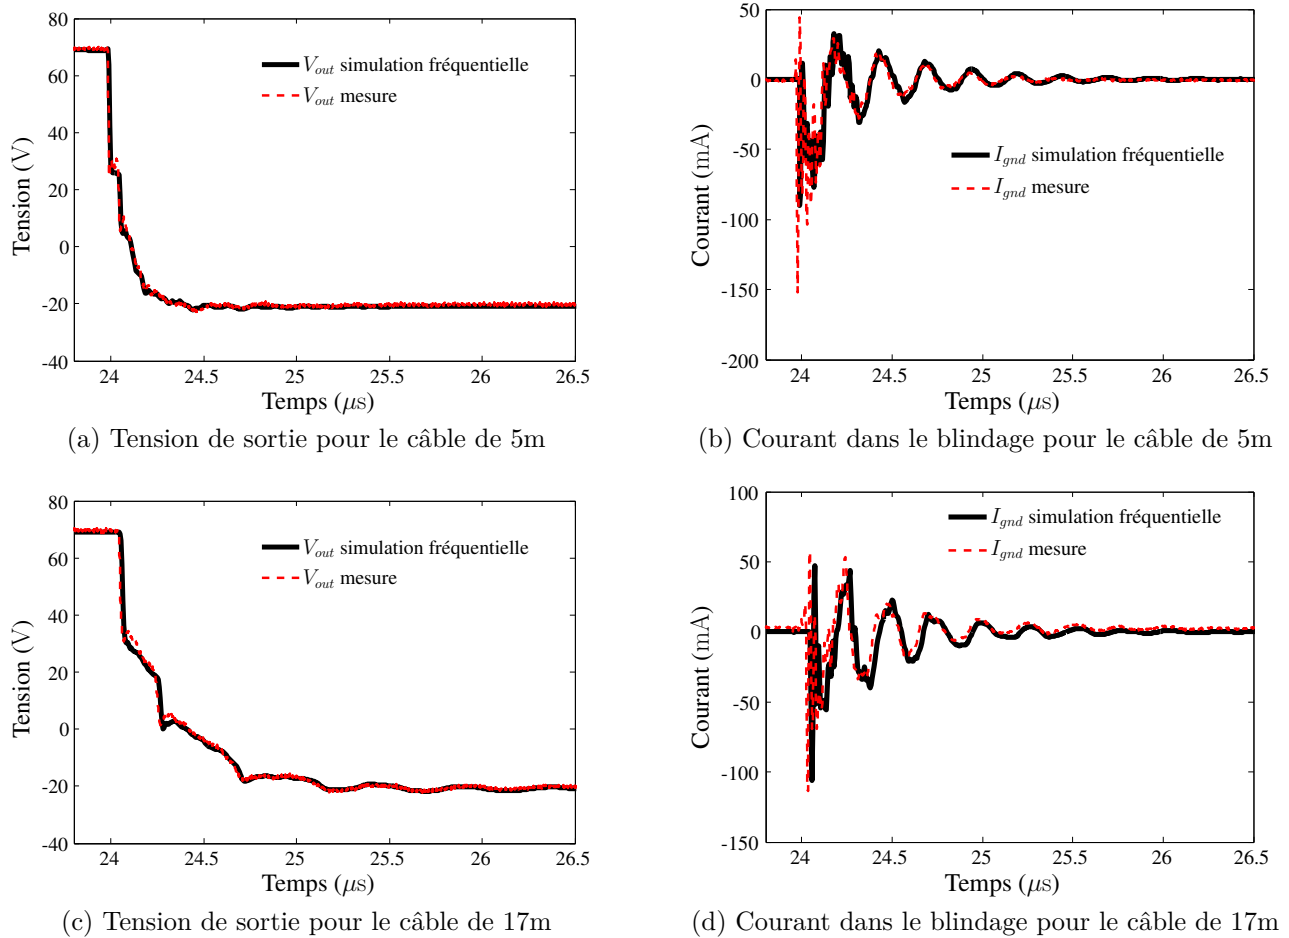 80
60
40
20
0
-20
-40
Tension (V)
V_out simulation fréquentielle
V_out mesure
24
24.5
25
25.5
26
26.5
Temps (μs)
(a) Tension de sortie pour le câble de 5m
50
0
-50
-100
-150
-200
Courant (mA)
I_gnd simulation fréquentielle
I_gnd mesure
24
24.5
25
25.5
26
26.5
Temps (μs)
(b) Courant dans le blindage pour le câble de 5m
80
60
40
20
0
-20
-40
Tension (V)
V_out simulation fréquentielle
V_out mesure
24
24.5
25
25.5
26
26.5
Temps (μs)
(c) Tension de sortie pour le câble de 17m
100
50
0
-50
-100
-150
Courant (mA)
I_gnd simulation fréquentielle
I_gnd mesure
24
24.5
25
25.5
26
26.5
Temps (μs)
(d) Courant dans le blindage pour le câble de 17m